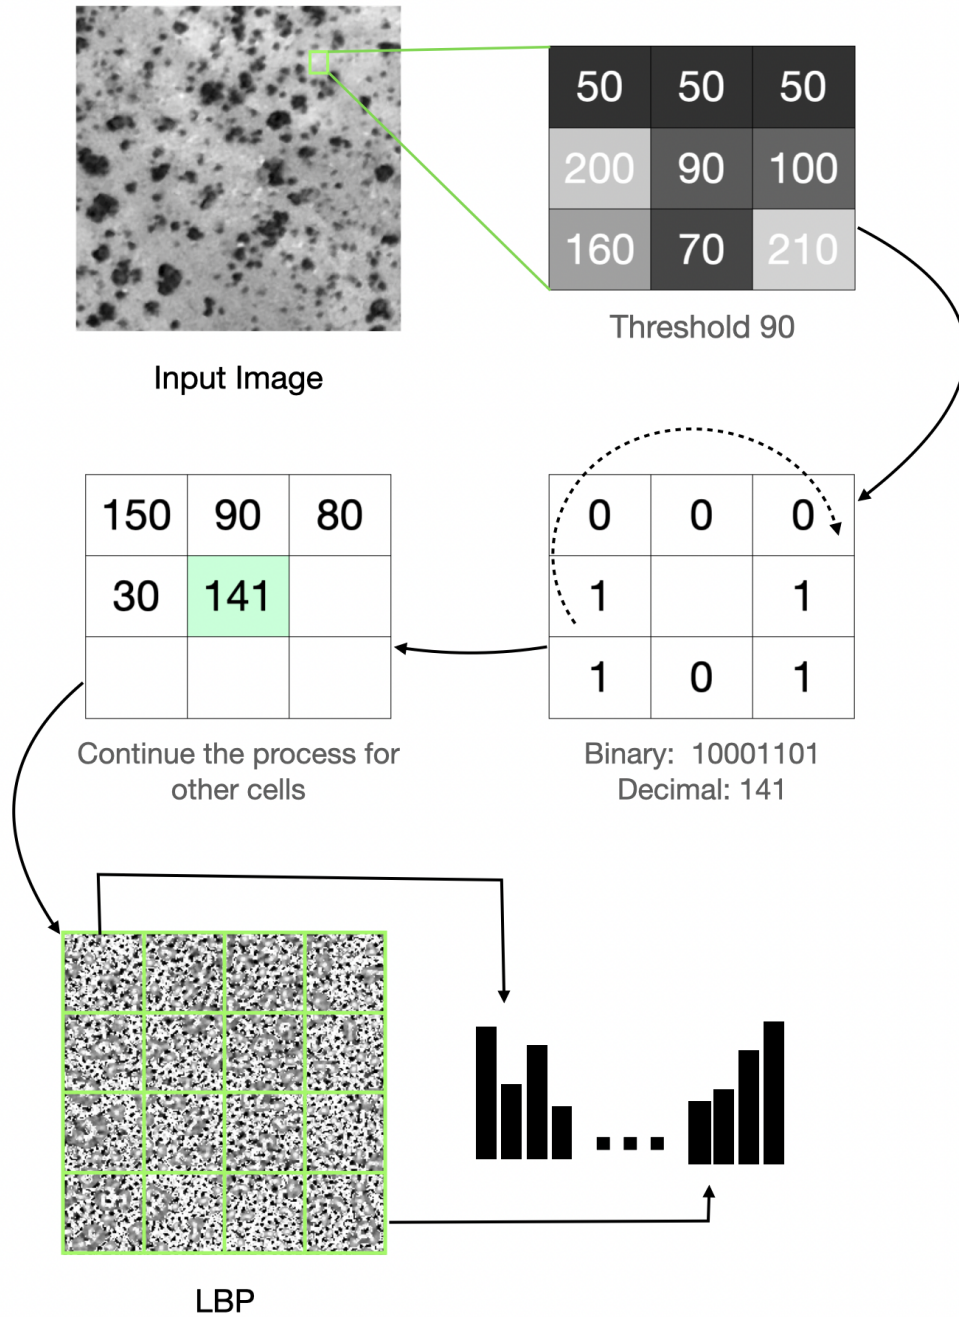 50 50 50
200 90 100
160 70 210
Threshold 90
Input Image
150 90 80
30 141
Continue the process for
other cells
0 0 0
1 1
1 0 1
Binary: 10001101
Decimal: 141
LBP